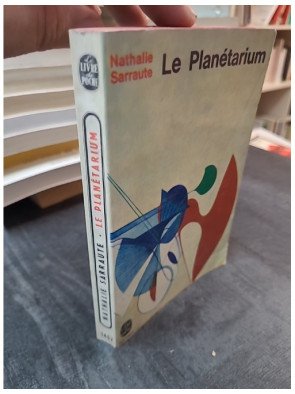 Nathalie
Sarraute
Le Planétarium
LE
LIVRE
DE
POCHE
NATHALIE SARRAUTE • LE PLANÉTARIUM